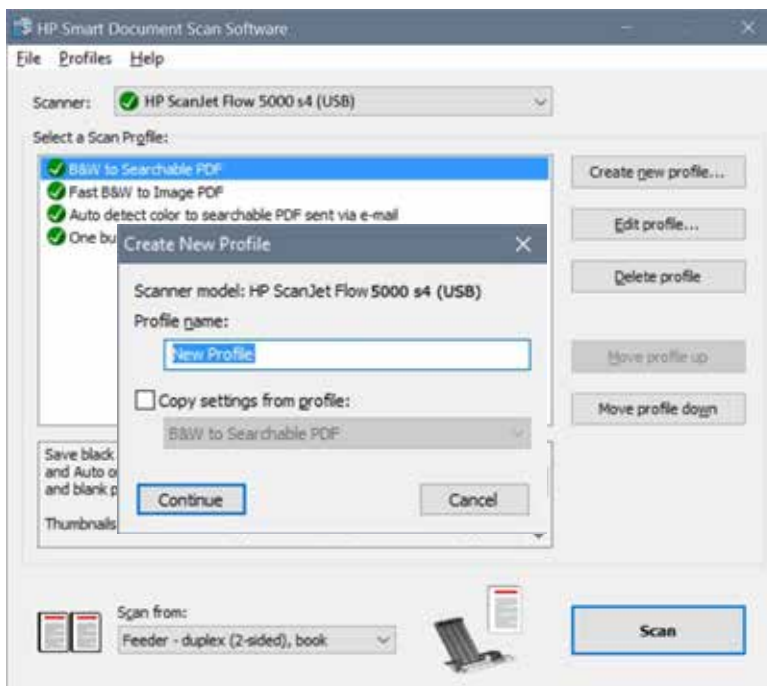 HP Smart Document Scan Software
File Profiles Help
Scanner: HP ScanJet Flow 5000 s4 (USB)
Select a Scan Profile:
B&W to Searchable PDF
Fast B&W to Image PDF
Auto detect color to searchable PDF sent via e-mail
One bu
Create new profile...
Edit profile...
Delete profile
Move profile up
Move profile down
Create New Profile
Scanner model: HP ScanJet Flow 5000 s4 (USB)
Profile name:
New Profile
Copy settings from profile:
B&W to Searchable PDF
Continue Cancel
Save black
and Auto o
and blank p
Thumbnails
Scan from:
Feeder - duplex (2-sided), book
Scan